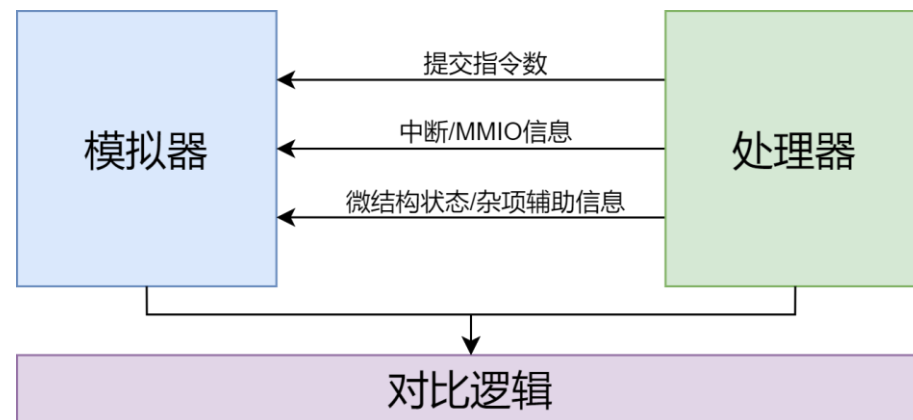 提交指令数
模拟器
中断/MMIO信息
处理器
微结构状态/杂项辅助信息
对比逻辑